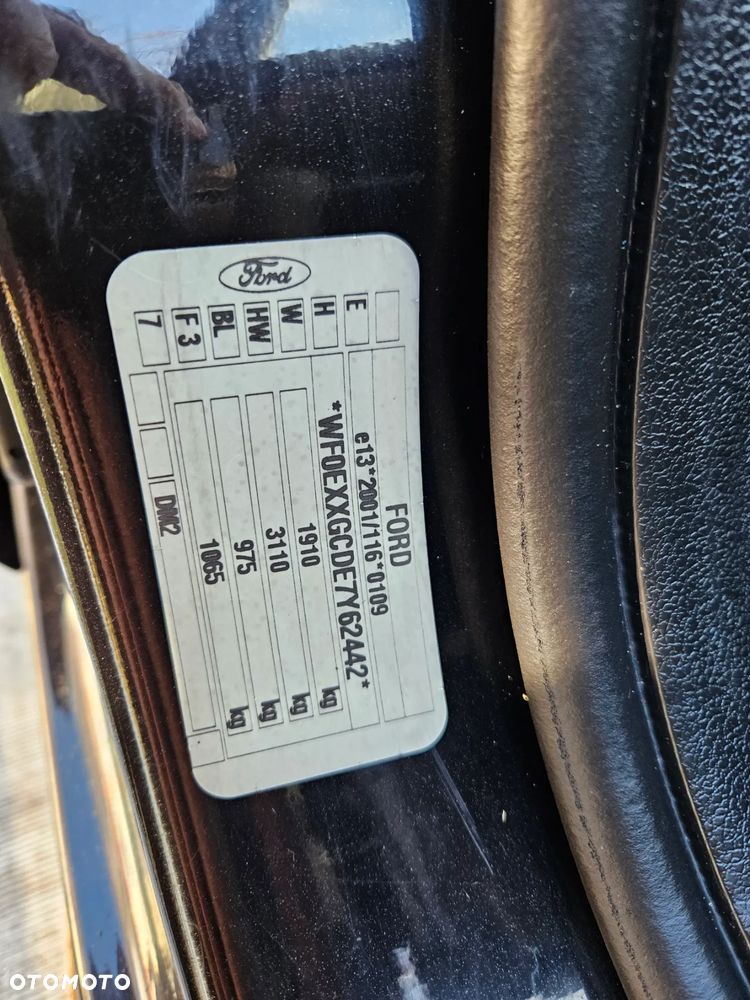 Ford
FORD
e13*2001/116*0109
*WF0EXXGCDE7Y62442*
1910 kg
3110 kg
975 kg
1065 kg
E
H
W
HW
BL
F 3
7
DM2
OTOMOTO